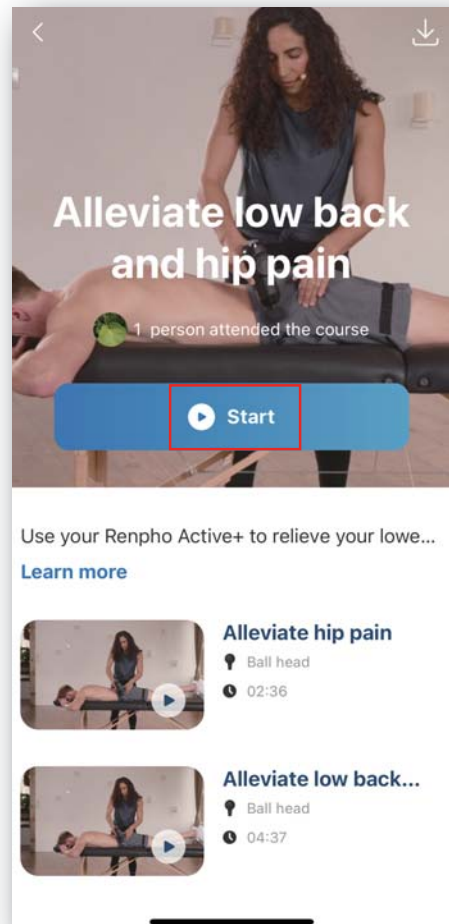 Alleviate low back
and hip pain
1 person attended the course
Start
Use your Renpho Active+ to relieve your lowe...
Learn more
Alleviate hip pain
Ball head
02:36
Alleviate low back...
Ball head
04:37